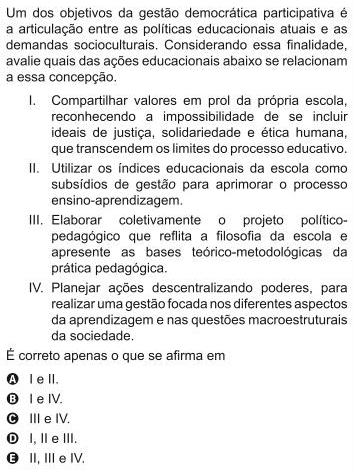 Um dos objetivos da gestão democrática participativa é
a articulação entre as políticas educacionais atuais e as
demandas socioculturais. Considerando essa finalidade,
avalie quais das ações educacionais abaixo se relacionam
a essa concepção.
I. Compartilhar valores em prol da própria escola,
reconhecendo a impossibilidade de se incluir
ideais de justiça, solidariedade e ética humana,
que transcendem os limites do processo educativo.
II. Utilizar os índices educacionais da escola como
subsídios de gestão para aprimorar o processo
ensino-aprendizagem.
III. Elaborar coletivamente o projeto político-
pedagógico que reflita a filosofia da escola e
apresente as bases teórico-metodológicas da
prática pedagógica.
IV. Planejar ações descentralizando poderes, para
realizar uma gestão focada nos diferentes aspectos
da aprendizagem e nas questões macroestruturais
da sociedade.
É correto apenas o que se afirma em
A I e II.
B I e IV.
C III e IV.
D I, II e III.
E II, III e IV.